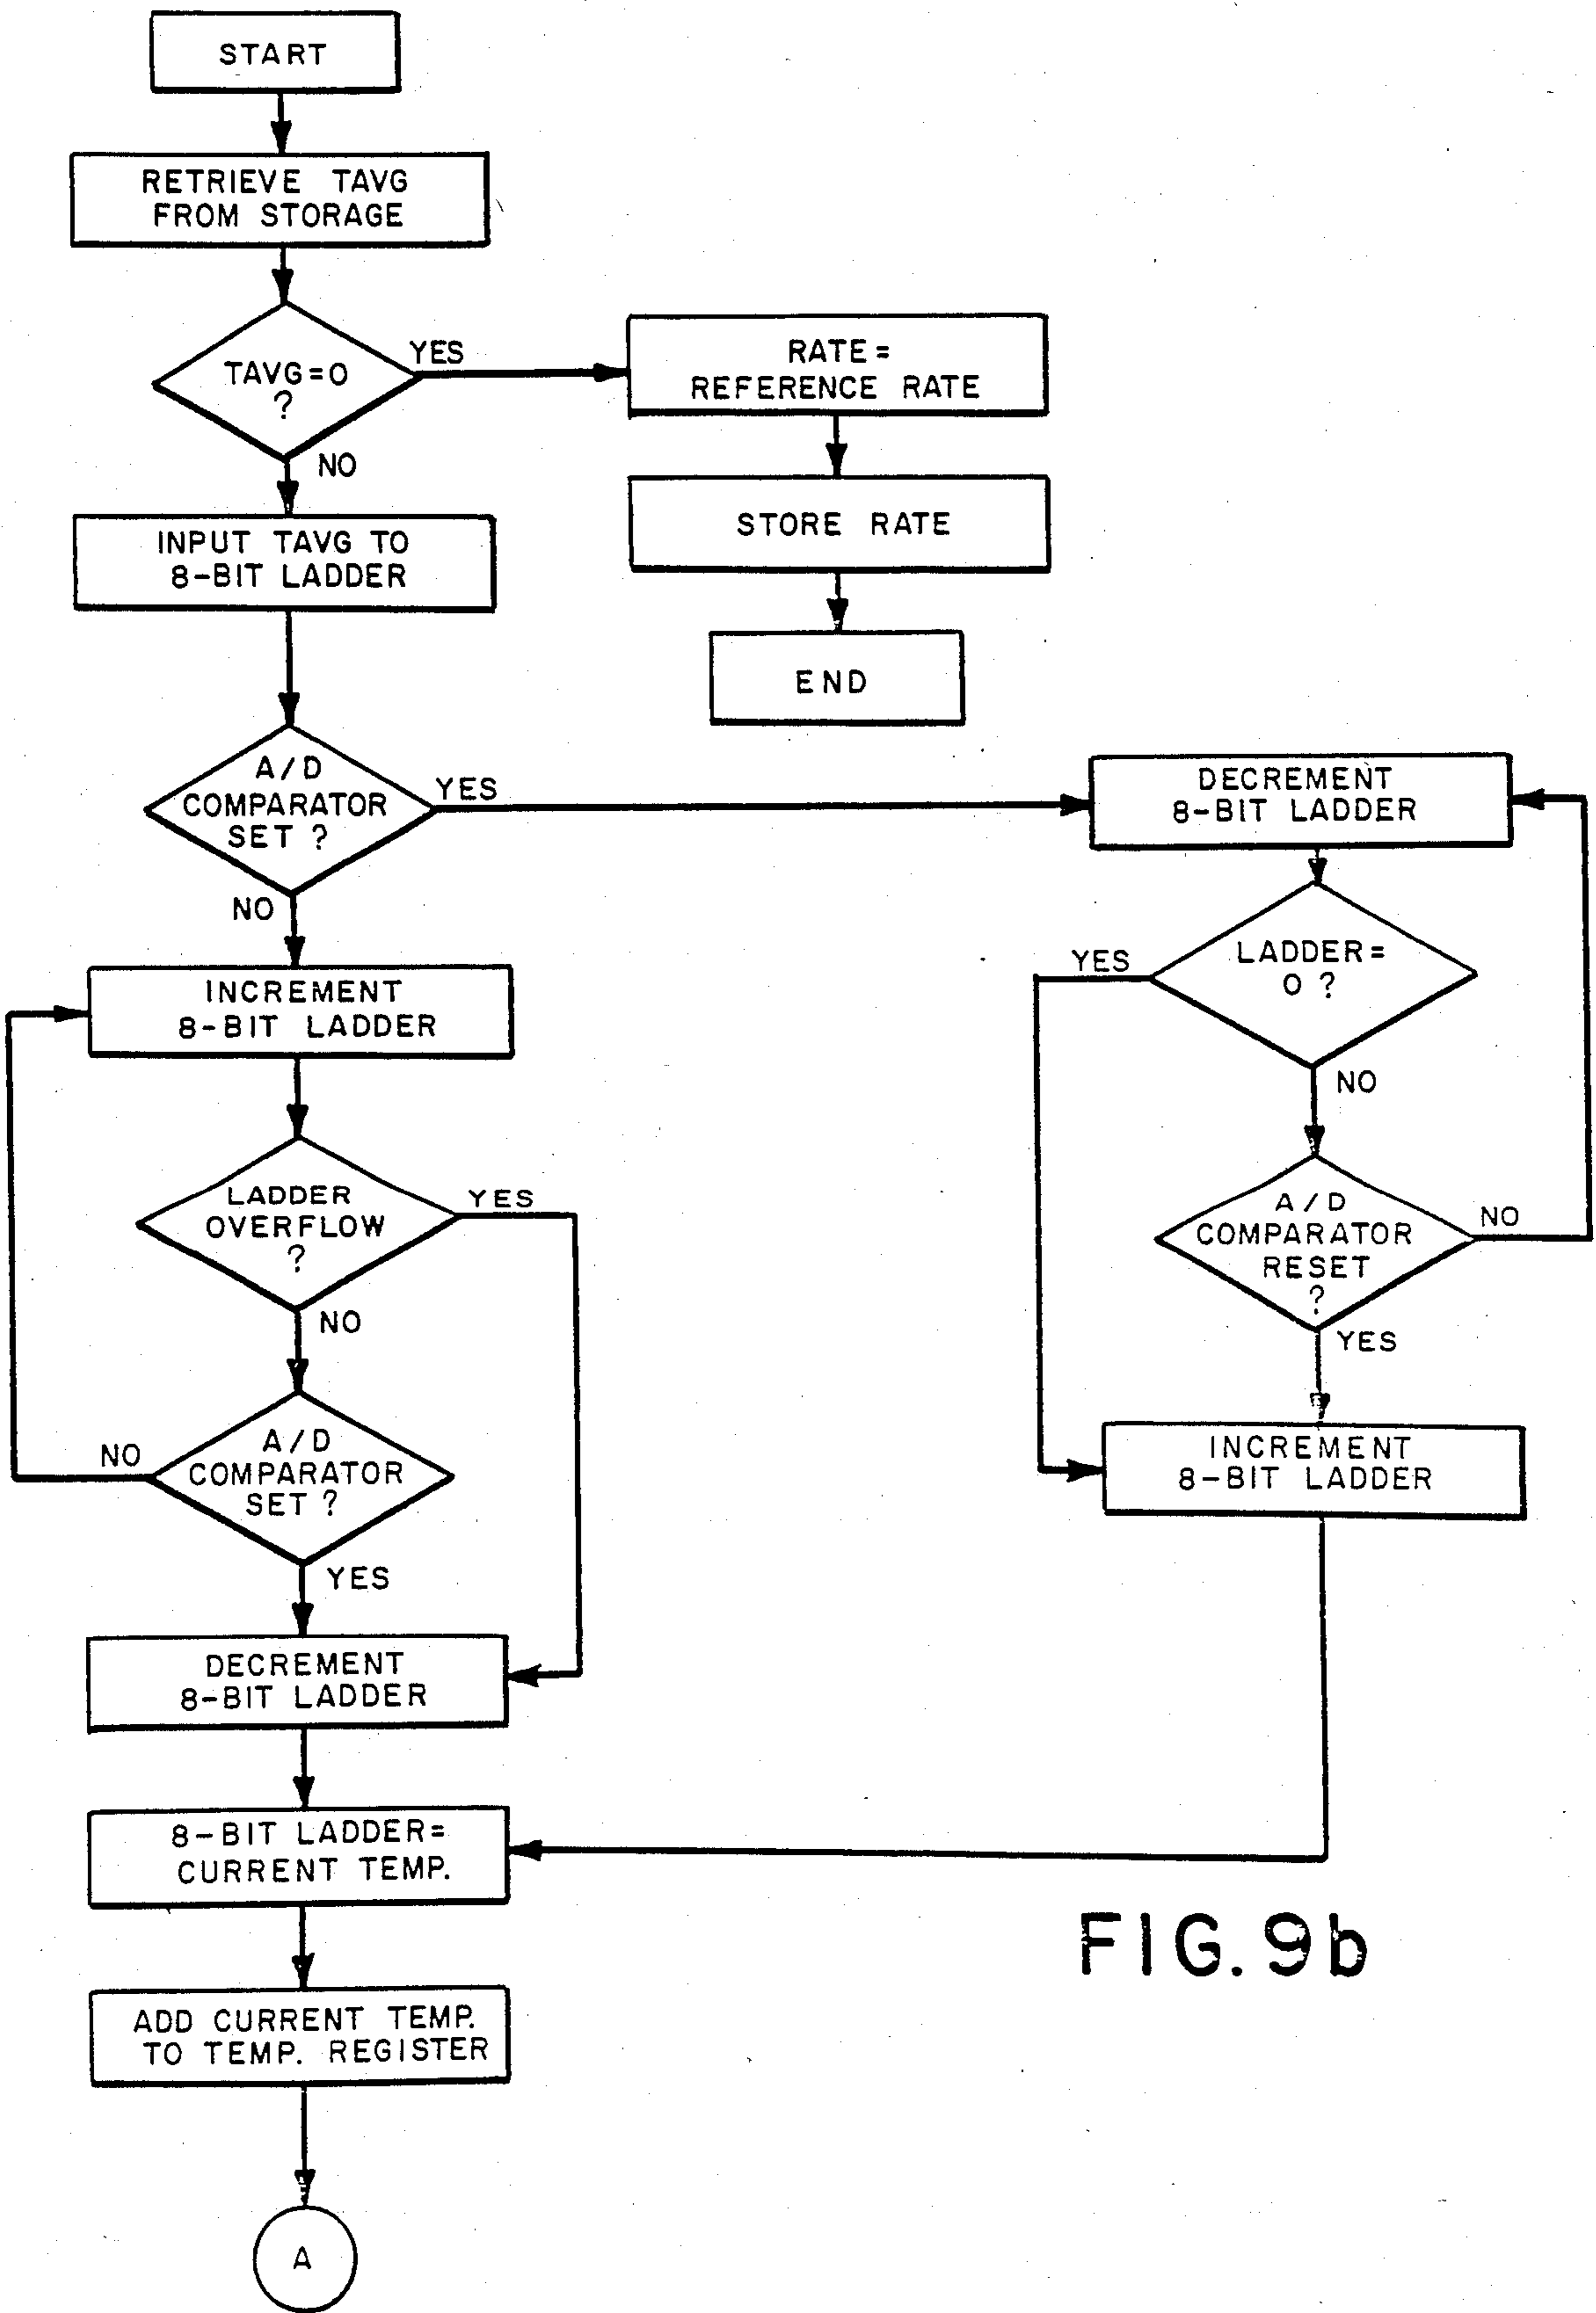 START
RETRIEVE TAVG
FROM STORAGE
TAVG=0
?
YES
NO
RATE=
REFERENCE RATE
STORE RATE
END
INPUT TAVG TO
8-BIT LADDER
A/D
COMPARATOR
SET ?
YES
NO
DECREMENT
8-BIT LADDER
LADDER=
0 ?
YES
NO
A/D
COMPARATOR
RESET
?
NO
YES
INCREMENT
8-BIT LADDER
INCREMENT
8-BIT LADDER
LADDER
OVERFLOW
?
YES
NO
A/D
COMPARATOR
SET ?
NO
YES
DECREMENT
8-BIT LADDER
8-BIT LADDER=
CURRENT TEMP.
ADD CURRENT TEMP.
TO TEMP. REGISTER
A
FIG. 9b